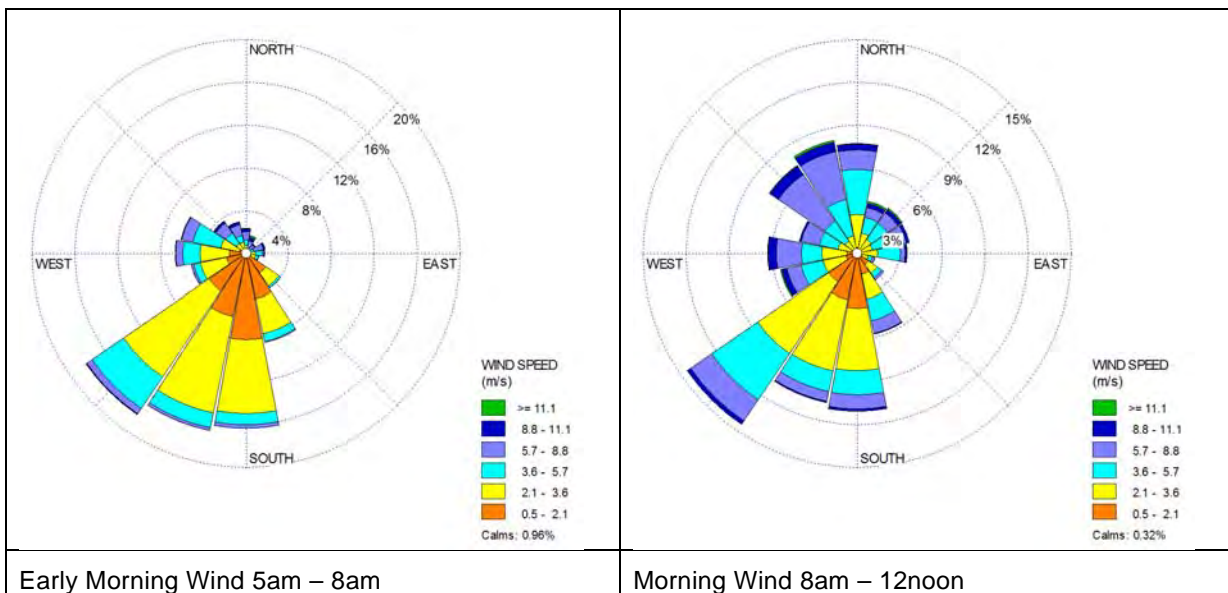 NORTH
20%
16%
12%
8%
4%
WEST
EAST
SOUTH
WIND SPEED
(m/s)
>= 11.1
8.8 - 11.1
5.7 - 8.8
3.6 - 5.7
2.1 - 3.6
0.5 - 2.1
Calms: 0.96%
Early Morning Wind 5am – 8am
NORTH
15%
12%
9%
6%
3%
WEST
EAST
SOUTH
WIND SPEED
(m/s)
>= 11.1
8.8 - 11.1
5.7 - 8.8
3.6 - 5.7
2.1 - 3.6
0.5 - 2.1
Calms: 0.32%
Morning Wind 8am – 12noon